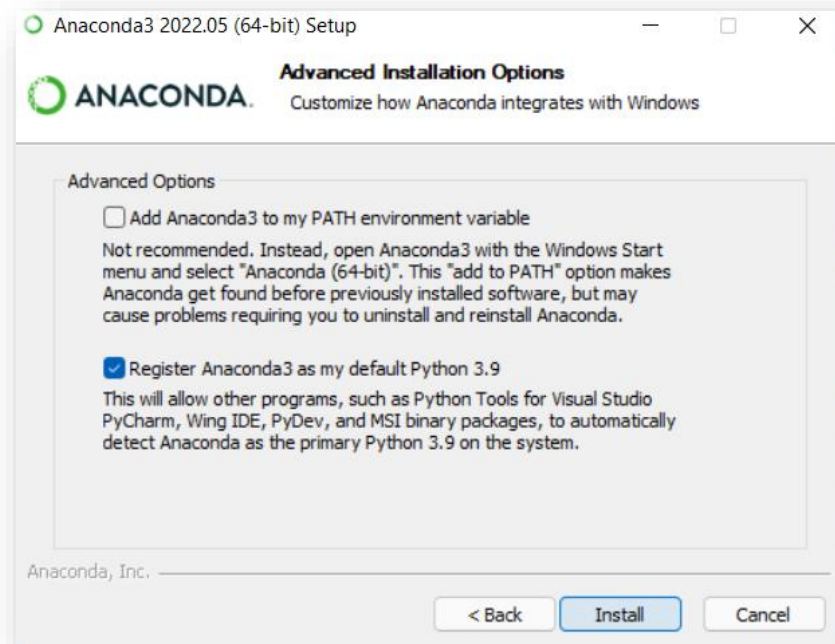 Anaconda3 2022.05 (64-bit) Setup
ANACONDA.
Advanced Installation Options
Customize how Anaconda integrates with Windows
Advanced Options
Add Anaconda3 to my PATH environment variable
Not recommended. Instead, open Anaconda3 with the Windows Start
menu and select "Anaconda (64-bit)". This "add to PATH" option makes
Anaconda get found before previously installed software, but may
cause problems requiring you to uninstall and reinstall Anaconda.
Register Anaconda3 as my default Python 3.9
This will allow other programs, such as Python Tools for Visual Studio
PyCharm, Wing IDE, PyDev, and MSI binary packages, to automatically
detect Anaconda as the primary Python 3.9 on the system.
Anaconda, Inc.
< Back
Install
Cancel